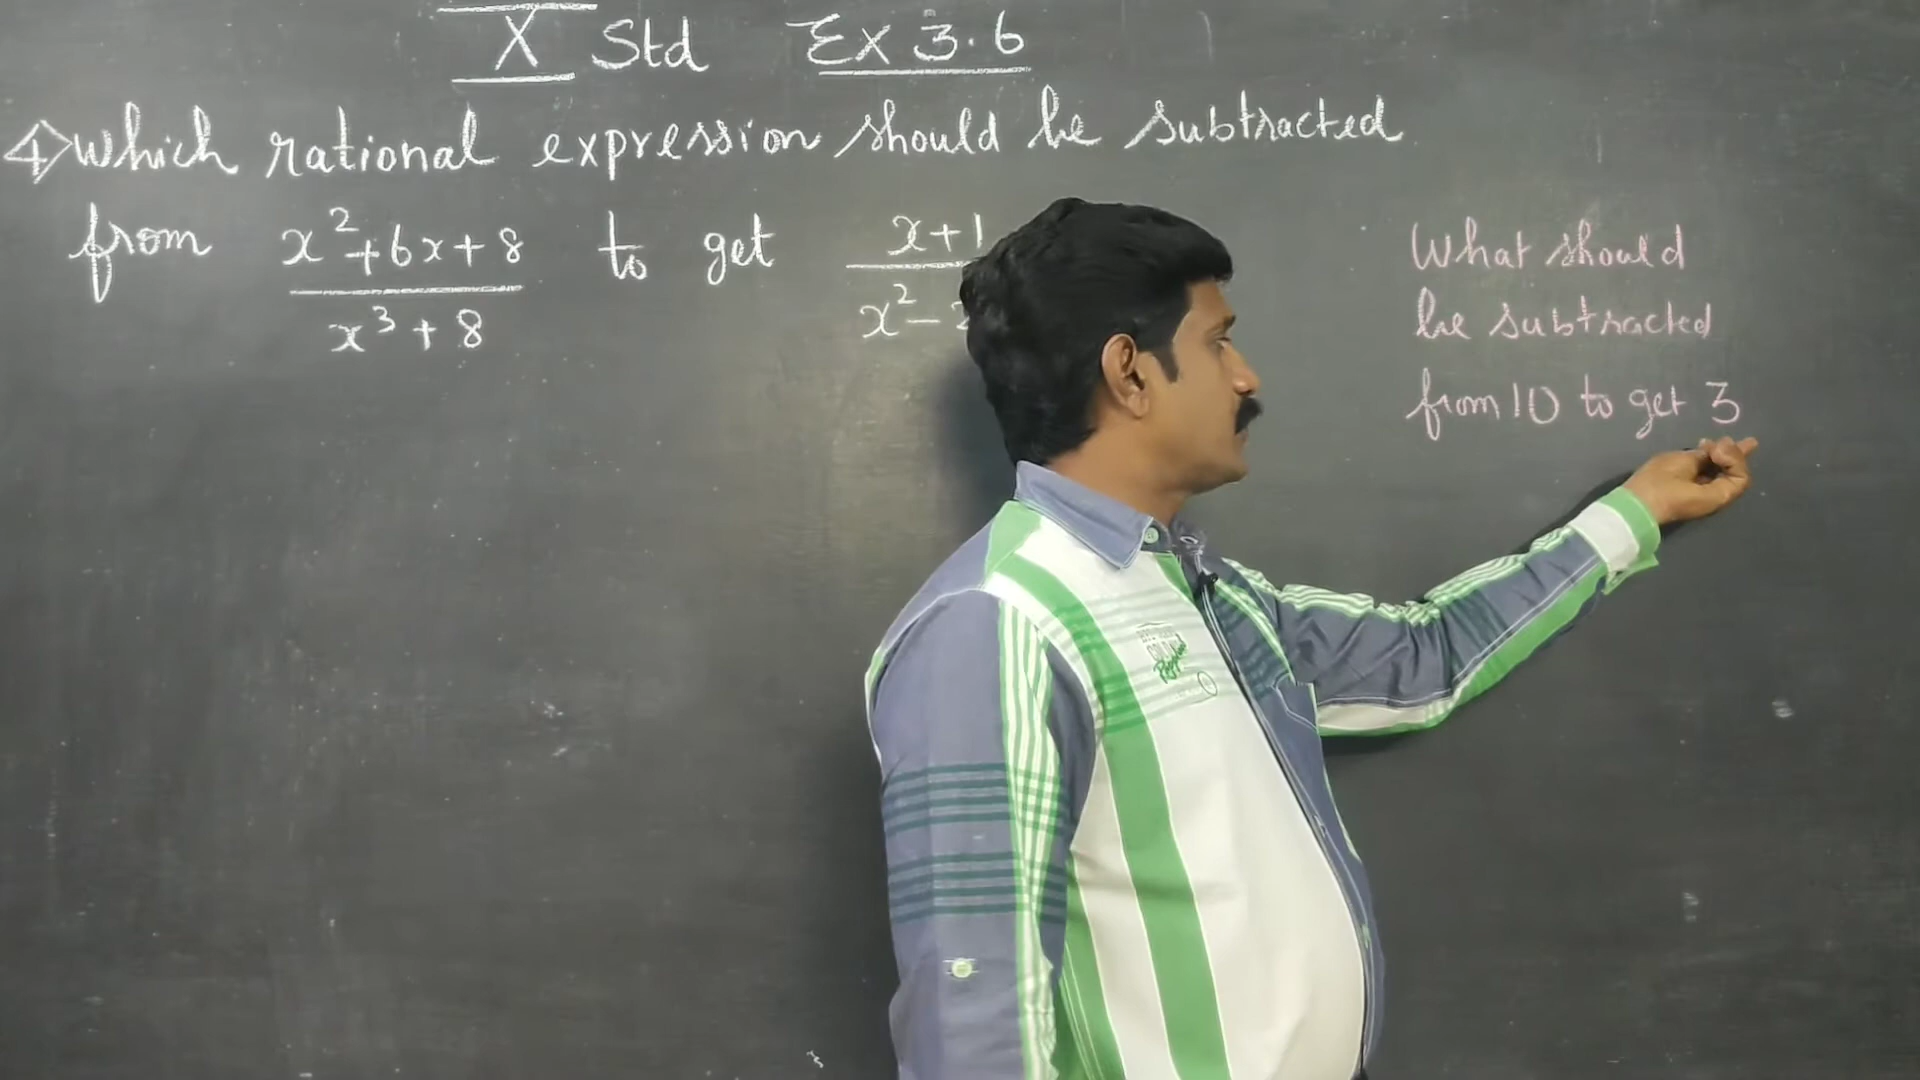 X Std Ex 3.6
4) Which rational expression should be subtracted
from x²+6x+8 / x³+8 to get x+1 / x²-
What should
be subtracted
from 10 to get 3